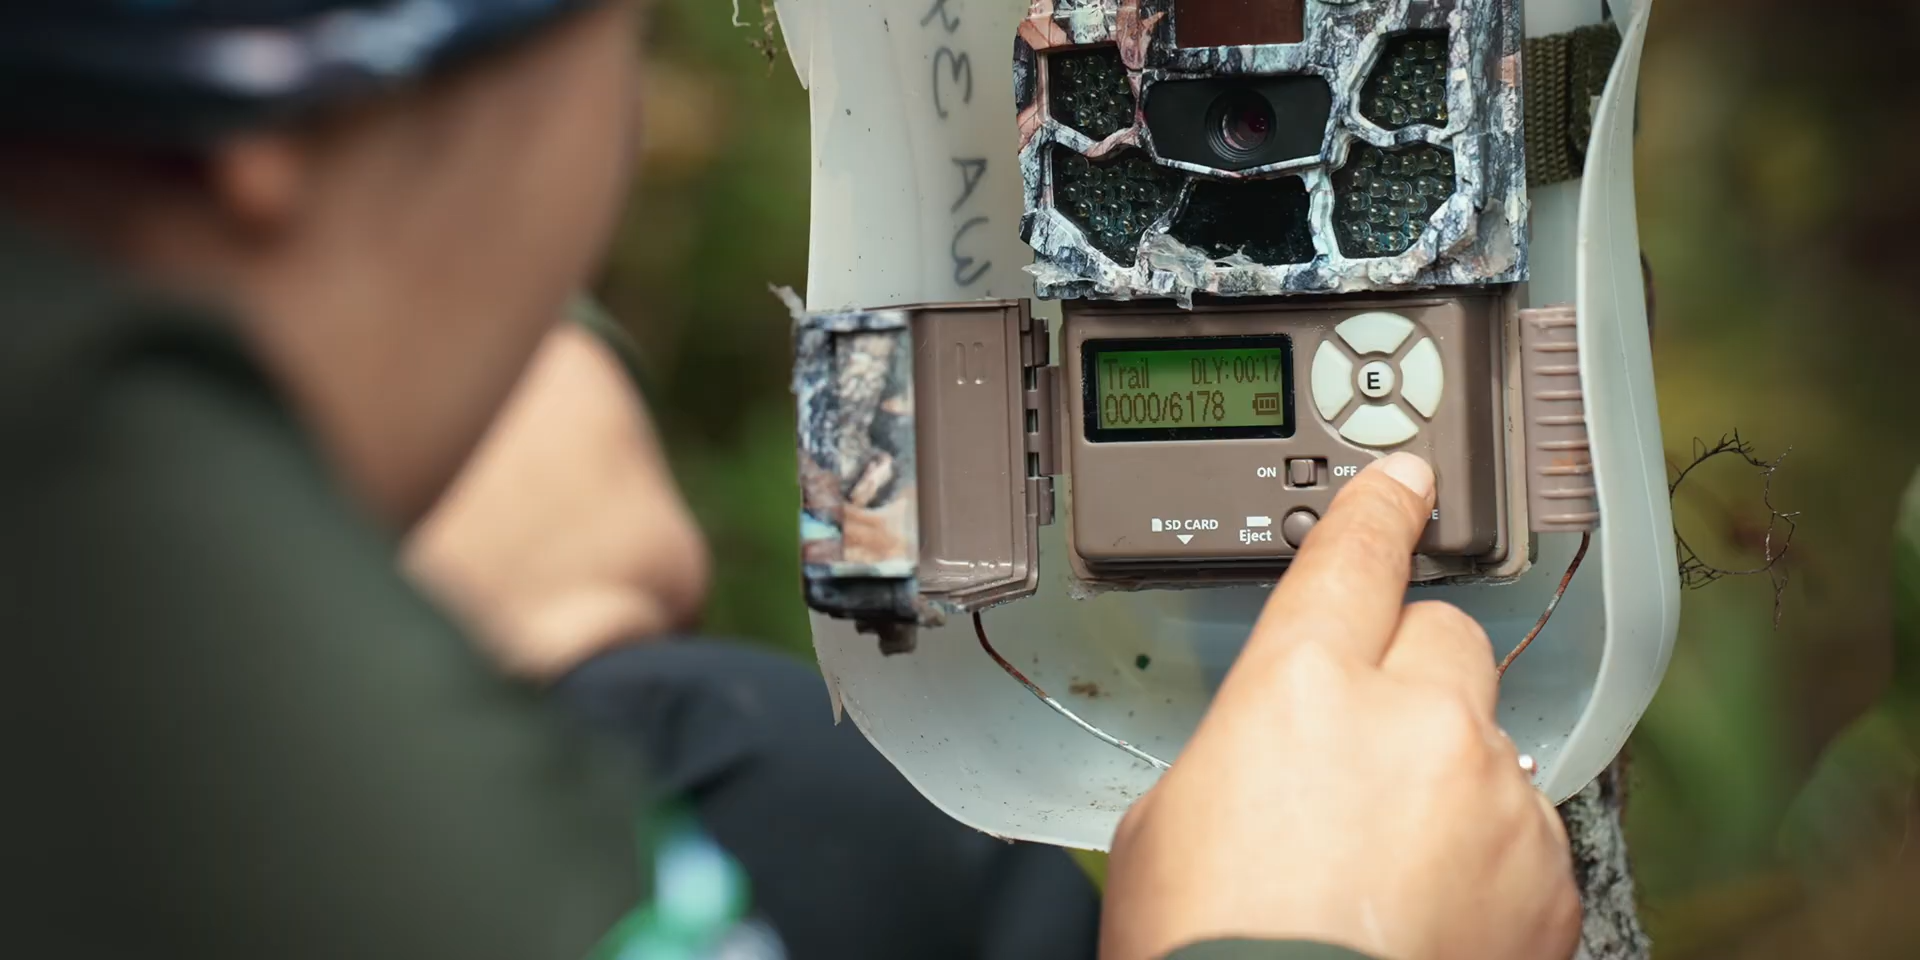 Trail DLY:00:17
0000/6178
E
ON OFF
SD CARD
Eject